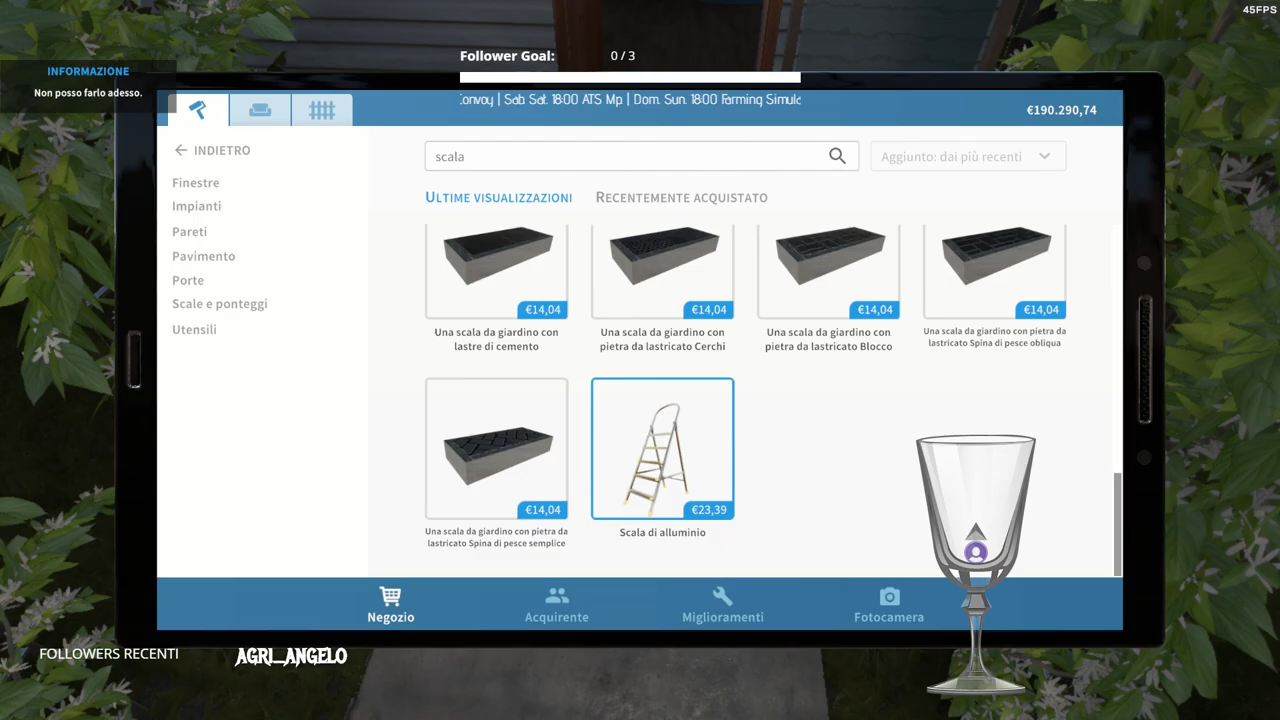 45FPS
Follower Goal: 0 / 3
INFORMAZIONE
Non posso farlo adesso.
Convoy | Sab Sat. 18:00 ATS Mp | Dom. Sun. 18:00 Farming Simula
€190.290,74
INDIETRO
scala
Aggiunto: dai più recenti
Finestre
Impianti
Pareti
Pavimento
Porte
Scale e ponteggi
Utensili
ULTIME VISUALIZZAZIONI
RECENTEMENTE ACQUISTATO
€14,04
€14,04
€14,04
€14,04
Una scala da giardino con
lastre di cemento
Una scala da giardino con
pietra da lastricato Cerchi
Una scala da giardino con
pietra da lastricato Blocco
Una scala da giardino con pietra da
lastricato Spina di pesce obliqua
€14,04
€23,39
Una scala da giardino con pietra da
lastricato Spina di pesce semplice
Scala di alluminio
Negozio
Acquirente
Miglioramenti
Fotocamera
FOLLOWERS RECENTI
AGRI_ANGELO